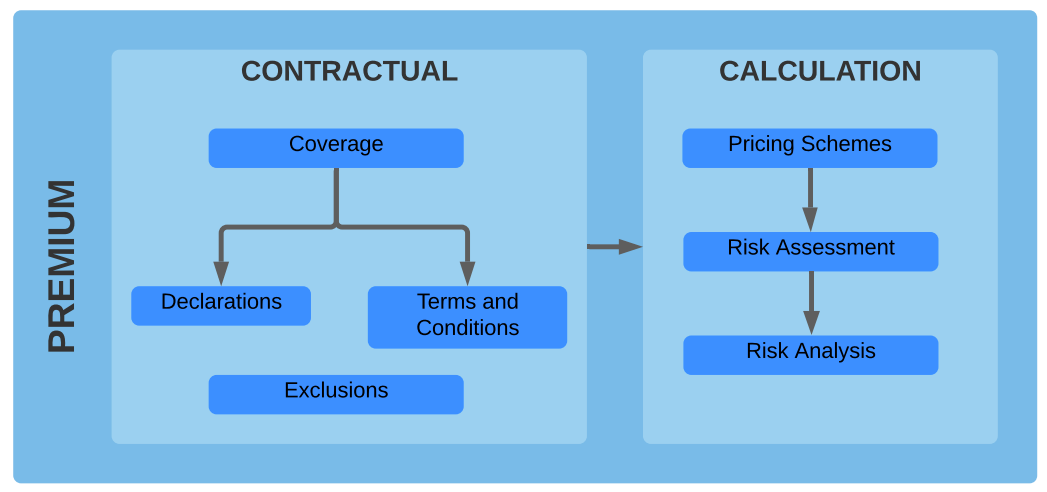 PREMIUM
CONTRACTUAL
Coverage
Declarations
Terms and
Conditions
Exclusions
CALCULATION
Pricing Schemes
Risk Assessment
Risk Analysis